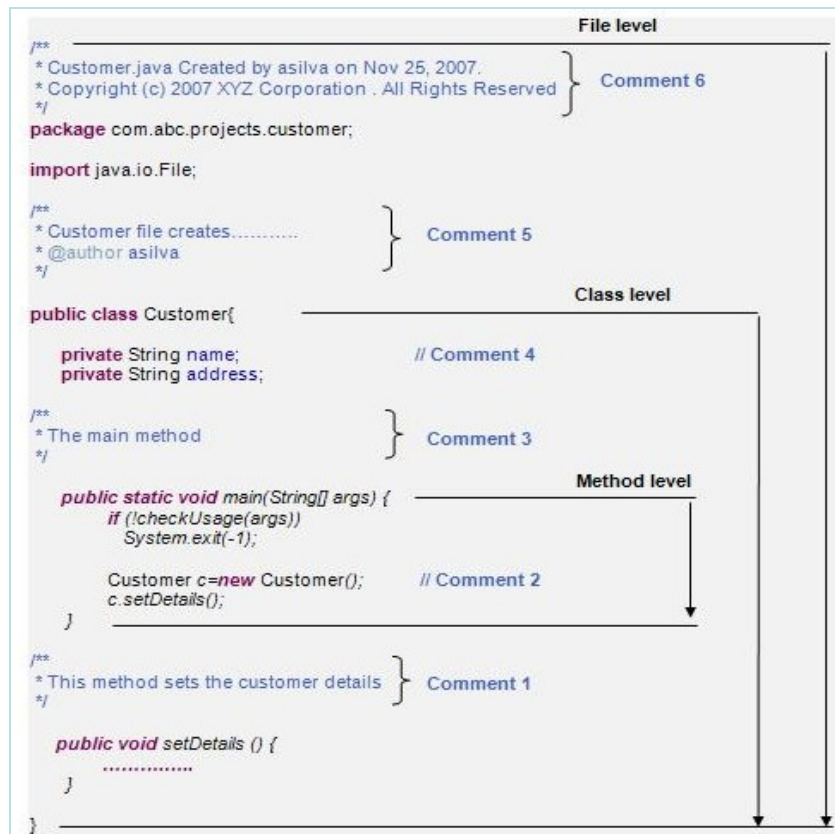 File level
/**
* Customer.java Created by asilva on Nov 25, 2007.
* Copyright (c) 2007 XYZ Corporation . All Rights Reserved
Comment 6
*/
package com.abc.projects.customer;
import java.io.File;
/**
* Customer file creates...........
Comment 5
* @author asilva
*/
Class level
public class Customer{
private String name; // Comment 4
private String address;
/**
* The main method
Comment 3
*/
Method level
public static void main(String[] args) {
if (!checkUsage(args))
System.exit(-1);
Customer c=new Customer(); // Comment 2
c.setDetails();
}
/**
* This method sets the customer details
Comment 1
*/
public void setDetails () {
...............
}
}